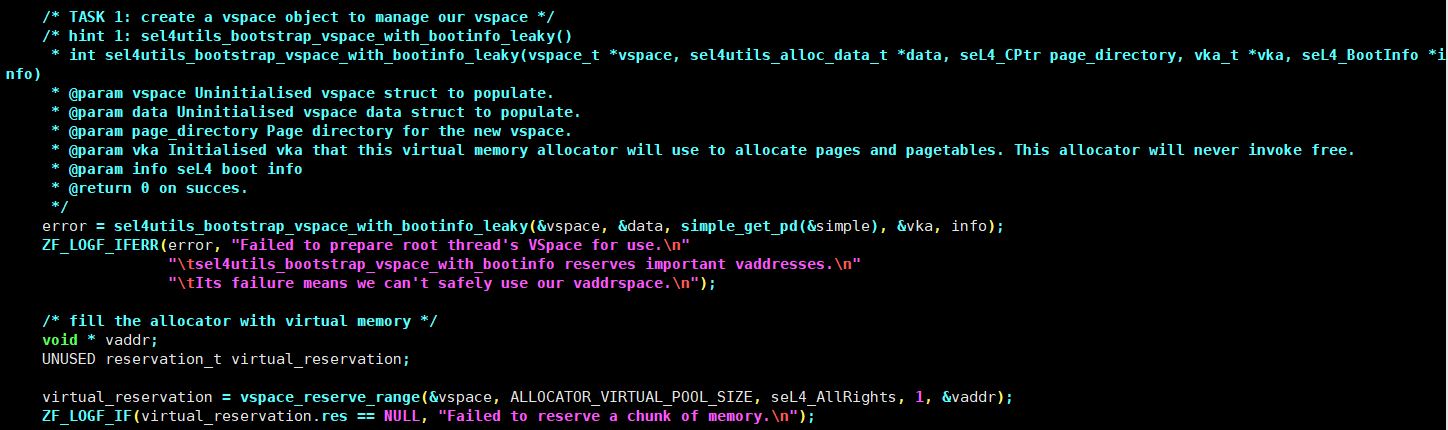 /* TASK 1: create a vspace object to manage our vspace */
/* hint 1: sel4utils_bootstrap_vspace_with_bootinfo_leaky()
* int sel4utils_bootstrap_vspace_with_bootinfo_leaky(vspace_t *vspace, sel4utils_alloc_data_t *data, seL4_CPtr page_directory, vka_t *vka, seL4_BootInfo *i
nfo)
* @param vspace Uninitialised vspace struct to populate.
* @param data Uninitialised vspace data struct to populate.
* @param page_directory Page directory for the new vspace.
* @param vka Initialised vka that this virtual memory allocator will use to allocate pages and pagetables. This allocator will never invoke free.
* @param info seL4 boot info
* @return 0 on succes.
*/
error = sel4utils_bootstrap_vspace_with_bootinfo_leaky(&vspace, &data, simple_get_pd(&simple), &vka, info);
ZF_LOGF_IFERR(error, "Failed to prepare root thread's VSpace for use.\n"
"\tsel4utils_bootstrap_vspace_with_bootinfo reserves important vaddresses.\n"
"\tIts failure means we can't safely use our vaddrspace.\n");
/* fill the allocator with virtual memory */
void * vaddr;
UNUSED reservation_t virtual_reservation;
virtual_reservation = vspace_reserve_range(&vspace, ALLOCATOR_VIRTUAL_POOL_SIZE, seL4_AllRights, 1, &vaddr);
ZF_LOGF_IF(virtual_reservation.res == NULL, "Failed to reserve a chunk of memory.\n");